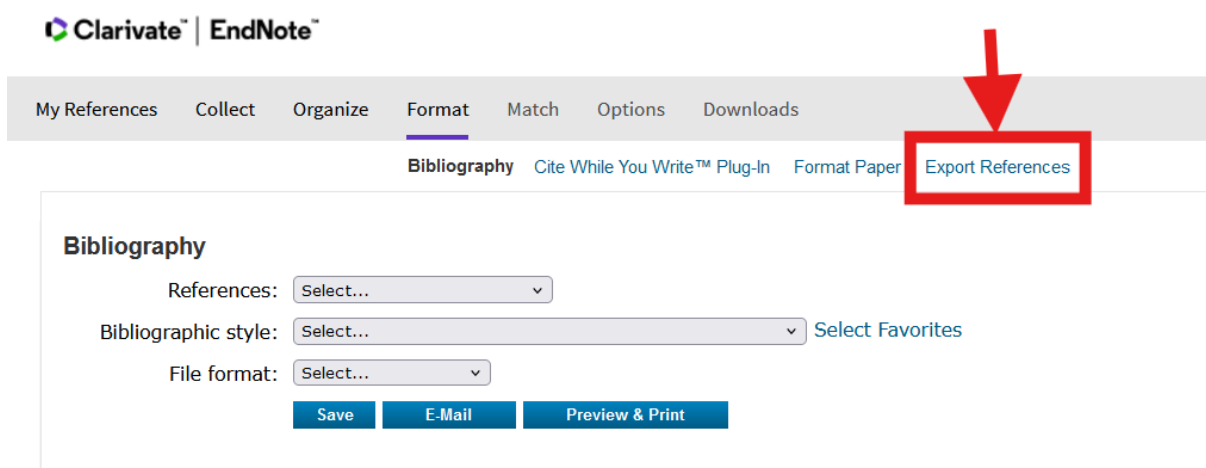 Clarivate™ | EndNote™
My References Collect Organize Format Match Options Downloads
Bibliography Cite While You Write™ Plug-In Format Paper Export References
Bibliography
References: Select...
Bibliographic style: Select... Select Favorites
File format: Select...
Save E-Mail Preview & Print